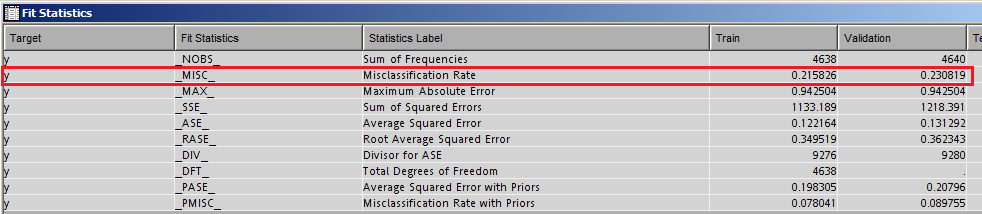 Fit Statistics
Target Fit Statistics Statistics Label Train Validation Te
y _NOBS_ Sum of Frequencies 4638 4640
y _MISC_ Misclassification Rate 0.215826 0.230819
y _MAX_ Maximum Absolute Error 0.942504 0.942504
y _SSE_ Sum of Squared Errors 1133.189 1218.391
y _ASE_ Average Squared Error 0.122164 0.131292
y _RASE_ Root Average Squared Error 0.349519 0.362343
y _DIV_ Divisor for ASE 9276 9280
y _DFT_ Total Degrees of Freedom 4638 .
y _PASE_ Average Squared Error with Priors 0.198305 0.20796
y _PMISC_ Misclassification Rate with Priors 0.078041 0.089755